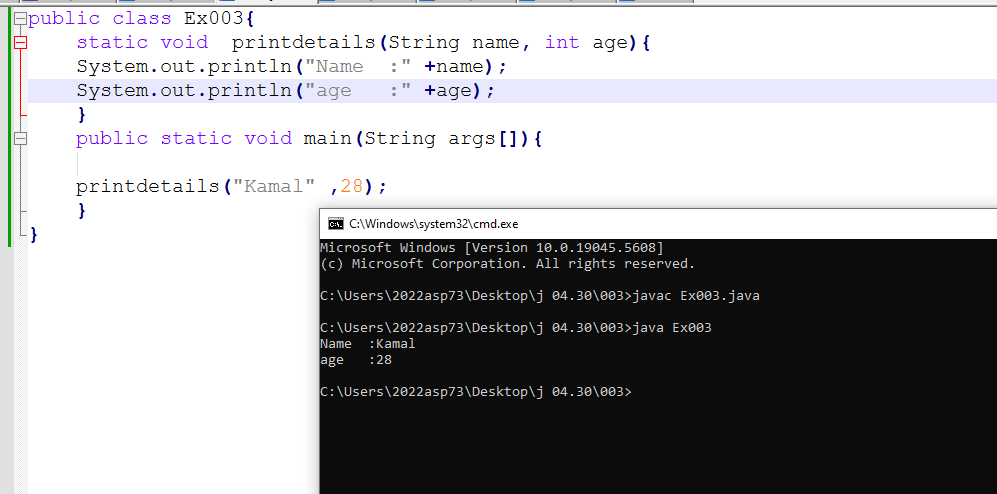 public class Ex003{
static void  printdetails(String name, int age){
System.out.println("Name  :" +name);
System.out.println("age   :" +age);
}
public static void main(String args[]){
printdetails("Kamal" ,28);
}
}
C:\Windows\system32\cmd.exe
Microsoft Windows [Version 10.0.19045.5608]
(c) Microsoft Corporation. All rights reserved.
C:\Users\2022asp73\Desktop\j 04.30\003>javac Ex003.java
C:\Users\2022asp73\Desktop\j 04.30\003>java Ex003
Name  :Kamal
age   :28
C:\Users\2022asp73\Desktop\j 04.30\003>